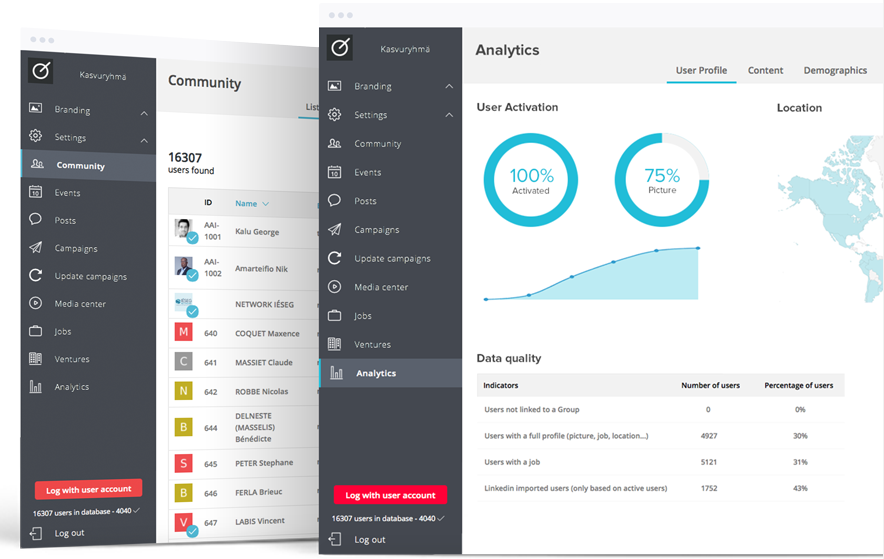 Kasvuryhmä
Branding
Settings
Community
Events
10
Posts
Campaigns
Update campaigns
Media center
Jobs
Ventures
Analytics
Log with user account
16307 users in database - 4040
Log out
Community
16307
users found
ID Name
AAI-
1001
Kalu George
AAI-
1002
Amarteifio Nik
NETWORK IÉSEG
M 640 COQUET Maxence
C 641 MASSIET Claude
N 642 ROBBE Nicolas
B 644 DELNESTE
(MASSELIS)
Bénédicte
S 645 PETER Stephane
B 646 FERLA Brieuc
V 647 LABIS Vincent
Kasvuryhmä
Branding
Settings
Community
Events
10
Posts
Campaigns
Update campaigns
Media center
Jobs
Ventures
Analytics
Log with user account
16307 users in database - 4040
Log out
Analytics
User Profile Content Demographics
User Activation
Location
100%
Activated
75%
Picture
Data quality
Indicators Number of users Percentage of users
Users not linked to a Group 0 0%
Users with a full profile (picture, job, location...) 4927 30%
Users with a job 5121 31%
Linkedin imported users (only based on active users) 1752 43%